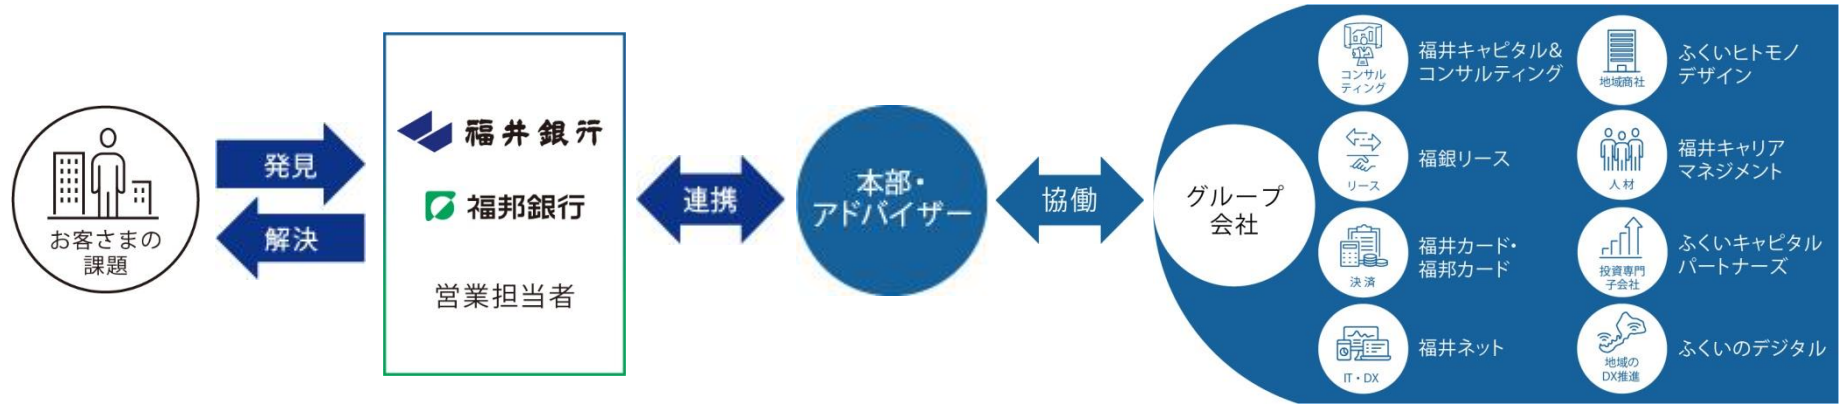 お客さまの
課題
発見
解決
福井銀行
福邦銀行
営業担当者
連携
本部・
アドバイザー
協働
グループ
会社
コンサル
ティング
福井キャピタル&
コンサルティング
リース
福銀リース
決済
福井カード・
福邦カード
IT・DX
福井ネット
地域商社
ふくいヒトモノ
デザイン
人材
福井キャリア
マネジメント
投資専門
子会社
ふくいキャピタル
パートナーズ
地域の
DX推進
ふくいのデジタル